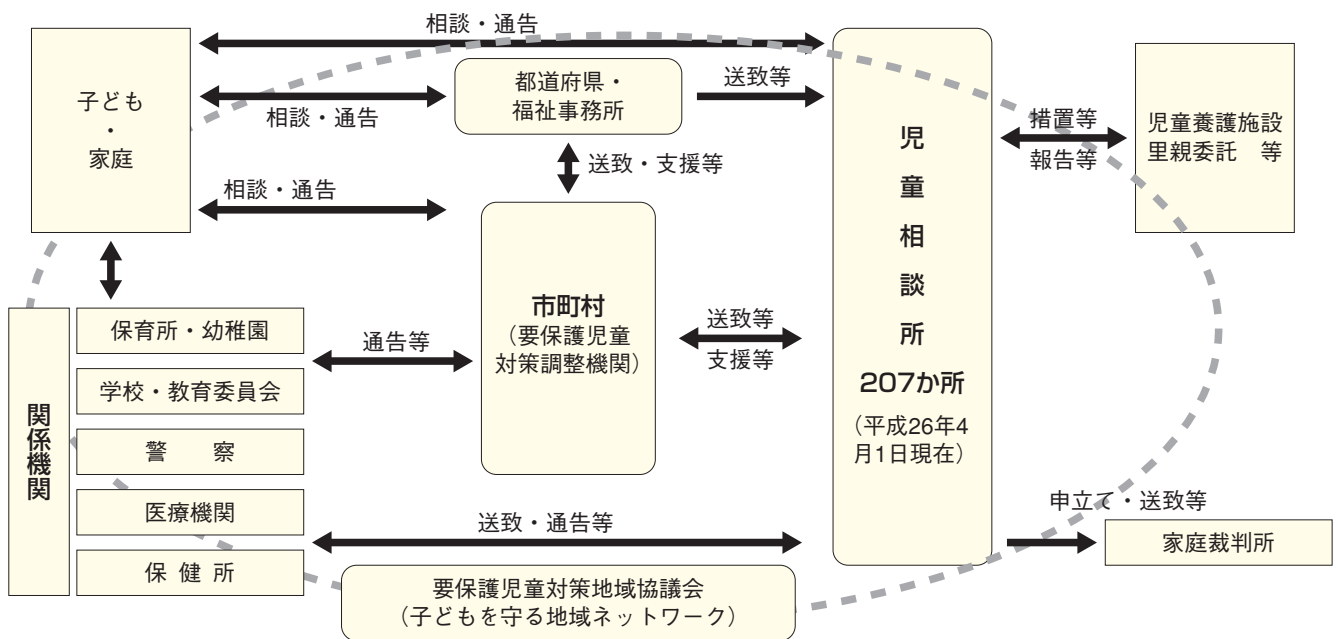 相談・通告
子ども
・
家庭
都道府県・
福祉事務所
送致等
相談・通告
児童相談所
207か所
（平成26年4
月1日現在）
措置等
報告等
児童養護施設
里親委託　等
送致・支援等
相談・通告
市町村
（要保護児童
対策調整機関）
送致等
支援等
関係機関
保育所・幼稚園
通告等
学校・教育委員会
警　　察
医療機関
保 健 所
送致・通告等
申立て・送致等
家庭裁判所
要保護児童対策地域協議会
（子どもを守る地域ネットワーク）